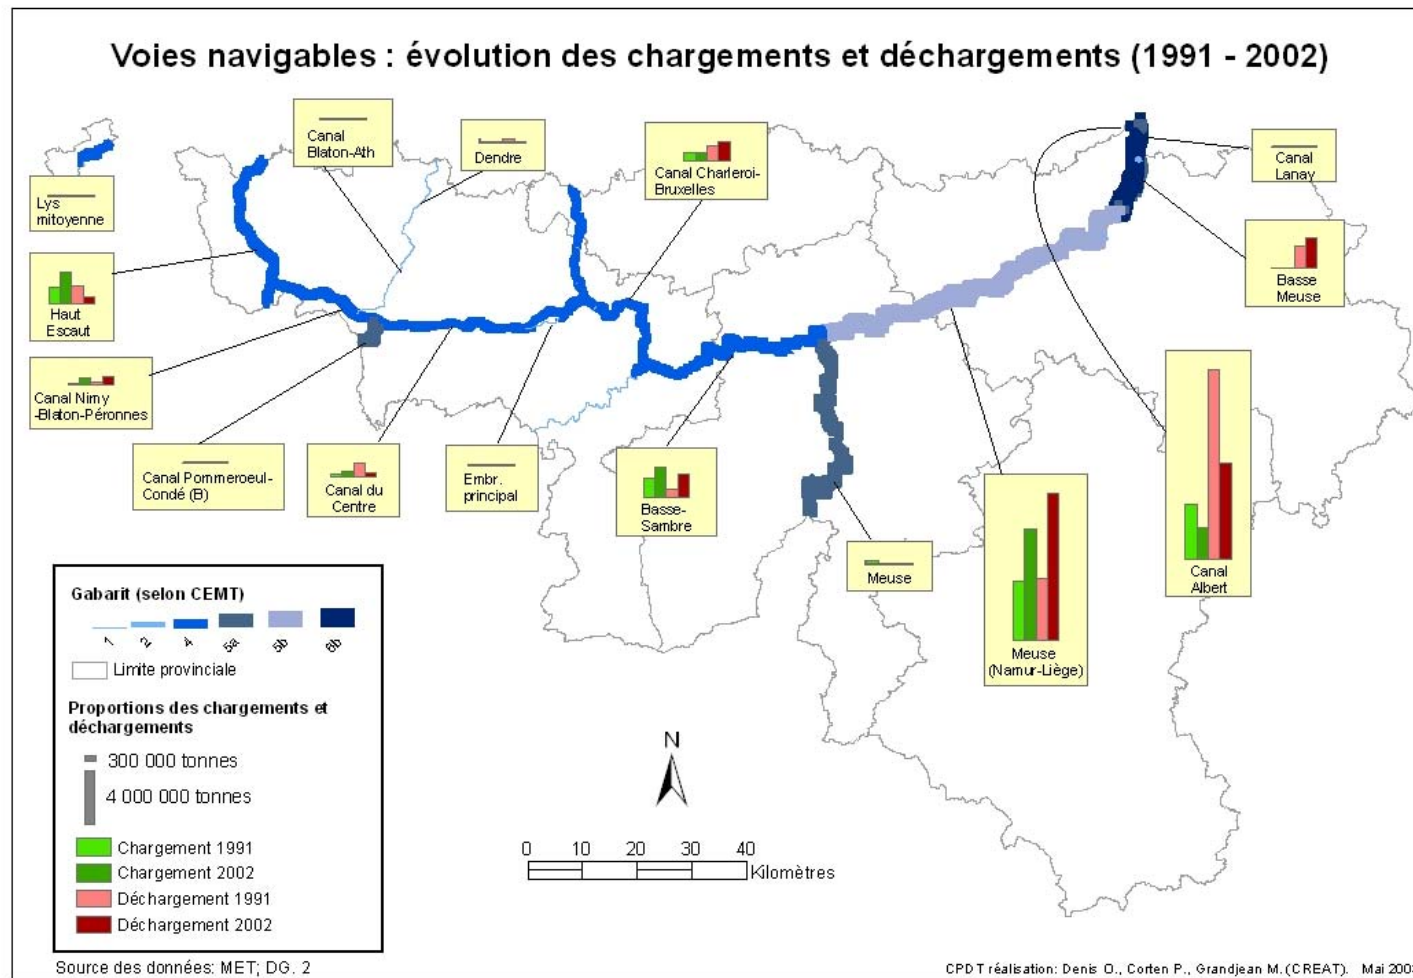 Voies navigables : évolution des chargements et déchargements (1991 - 2002)
Canal
Blaton-Ath
Dendre
Canal Charleroi-
Bruxelles
Canal
Lanay
Lys
mitoyenne
Basse
Meuse
Haut
Escaut
Canal Nimy
-Blaton-Péronnes
Canal Pommeroeul-
Condé (B)
Canal du
Centre
Embr.
principal
Basse-
Sambre
Meuse
Meuse
(Namur-Liège)
Canal
Albert
Gabarit (selon CEMT)
1 2 4 5a 5b 6b
Limite provinciale
Proportions des chargements et
déchargements
300 000 tonnes
4 000 000 tonnes
Chargement 1991
Chargement 2002
Déchargement 1991
Déchargement 2002
N
0 10 20 30 40
Kilomètres
Source des données: MET; DG. 2
CPDT réalisation: Denis O., Corten P., Grandjean M. (CREAT). Mai